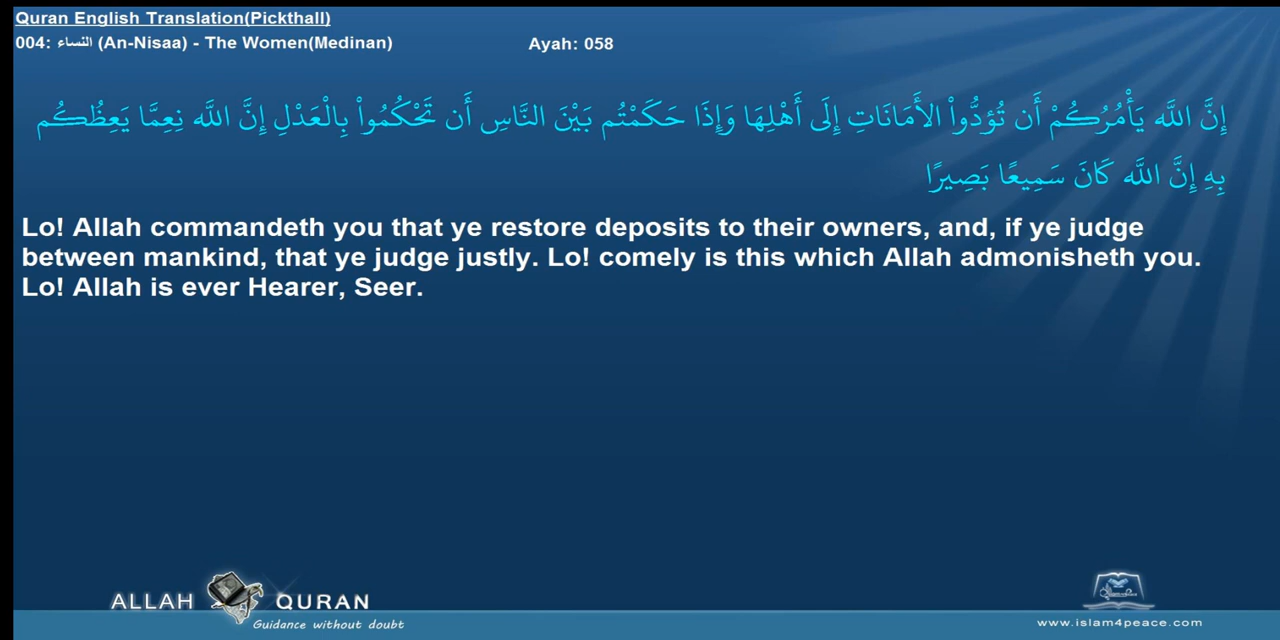 Quran English Translation(Pickthall)
004: النساء (An-Nisaa) - The Women(Medinan)
Ayah: 058
إِنَّ اللَّه يَأْمُرُكُمْ أَن تُؤَدُّواْ الأَمَانَاتِ إِلَى أَهْلِهَا وَإِذَا حَكَمْتُم بَيْنَ النَّاسِ أَن تَحْكُمُواْ بِالْعَدْلِ إِنَّ اللَّه نِعِمَّا يَعِظُكُم
بِهِ إِنَّ اللَّه كَانَ سَمِيعًا بَصِيرًا
Lo! Allah commandeth you that ye restore deposits to their owners, and, if ye judge
between mankind, that ye judge justly. Lo! comely is this which Allah admonisheth you.
Lo! Allah is ever Hearer, Seer.
ALLAH QURAN
Guidance without doubt
www.islam4peace.com